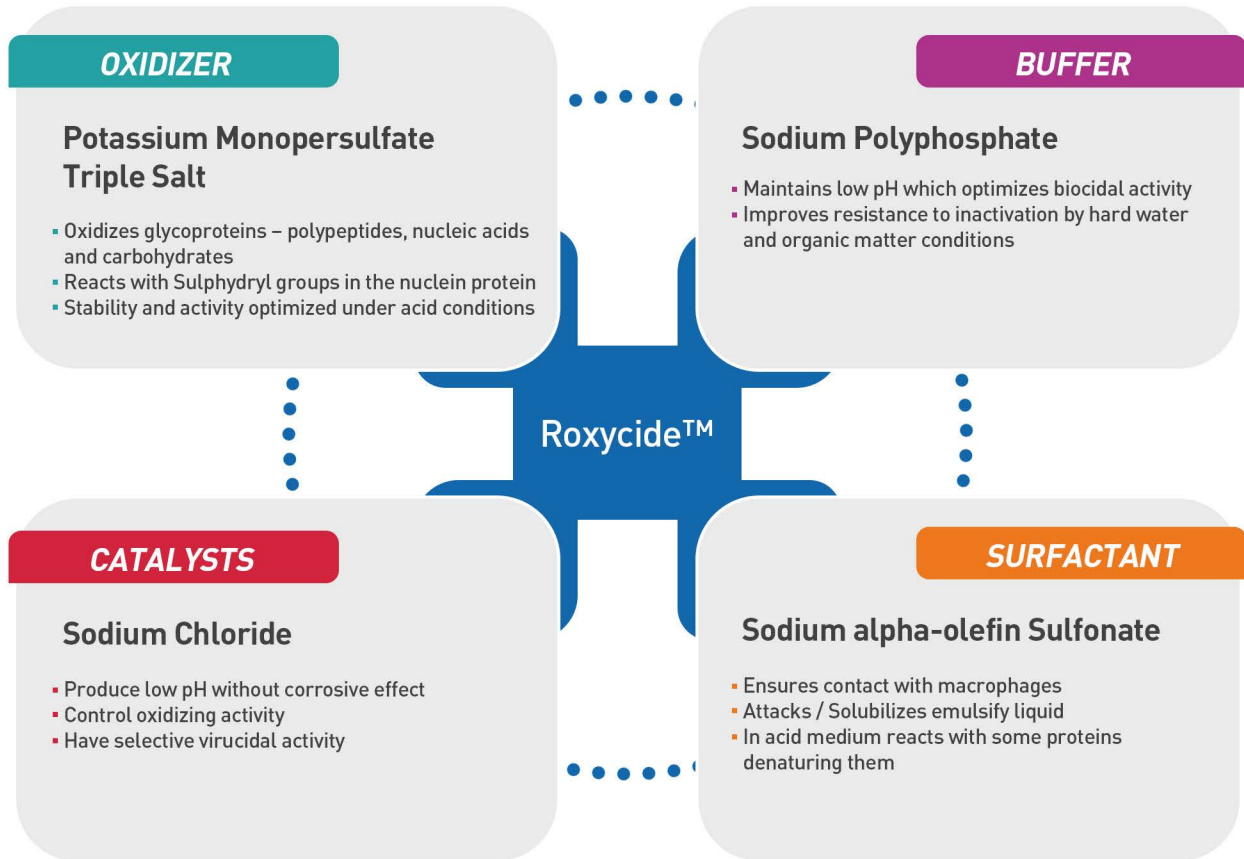 OXIDIZER
Potassium Monopersulfate
Triple Salt
▪ Oxidizes glycoproteins – polypeptides, nucleic acids
and carbohydrates
▪ Reacts with Sulphydryl groups in the nuclein protein
▪ Stability and activity optimized under acid conditions
BUFFER
Sodium Polyphosphate
▪ Maintains low pH which optimizes biocidal activity
▪ Improves resistance to inactivation by hard water
and organic matter conditions
Roxycide™
CATALYSTS
Sodium Chloride
▪ Produce low pH without corrosive effect
▪ Control oxidizing activity
▪ Have selective virucidal activity
SURFACTANT
Sodium alpha-olefin Sulfonate
▪ Ensures contact with macrophages
▪ Attacks / Solubilizes emulsify liquid
▪ In acid medium reacts with some proteins
denaturing them